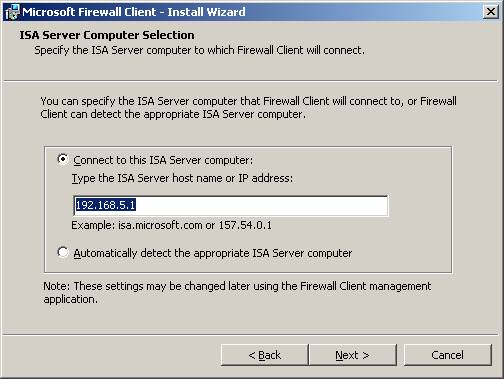 Microsoft Firewall Client - Install Wizard
ISA Server Computer Selection
Specify the ISA Server computer to which Firewall Client will connect.
You can specify the ISA Server computer that Firewall Client will connect to, or Firewall
Client can detect the appropriate ISA Server computer.
Connect to this ISA Server computer:
Type the ISA Server host name or IP address:
192.168.5.1
Example: isa.microsoft.com or 157.54.0.1
Automatically detect the appropriate ISA Server computer
Note: These settings may be changed later using the Firewall Client management
application.
< Back Next > Cancel